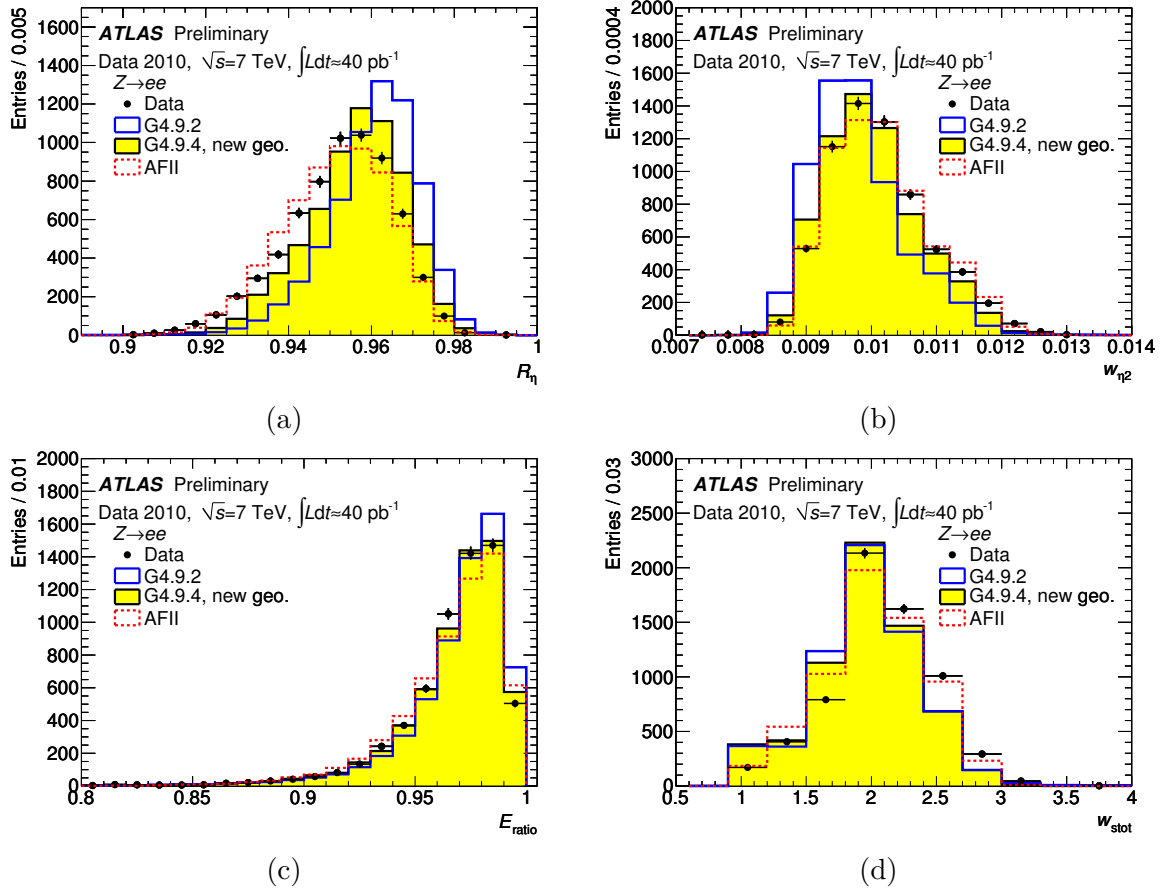 Entries / 0.005
1600
1400
1200
1000
800
600
400
200
0
ATLAS Preliminary
Data 2010, √s=7 TeV, ∫Ldt≈40 pb⁻¹
Z→ee
Data
G4.9.2
G4.9.4, new geo.
AFII
0.9 0.92 0.94 0.96 0.98 1
Rη
(a)
Entries / 0.0004
2000
1800
1600
1400
1200
1000
800
600
400
200
0
ATLAS Preliminary
Data 2010, √s=7 TeV, ∫Ldt≈40 pb⁻¹
Z→ee
Data
G4.9.2
G4.9.4, new geo.
AFII
0.007 0.008 0.009 0.01 0.011 0.012 0.013 0.014
wη2
(b)
Entries / 0.01
2000
1800
1600
1400
1200
1000
800
600
400
200
0
ATLAS Preliminary
Data 2010, √s=7 TeV, ∫Ldt≈40 pb⁻¹
Z→ee
Data
G4.9.2
G4.9.4, new geo.
AFII
0.8 0.85 0.9 0.95 1
Eratio
(c)
Entries / 0.03
3000
2500
2000
1500
1000
500
0
ATLAS Preliminary
Data 2010, √s=7 TeV, ∫Ldt≈40 pb⁻¹
Z→ee
Data
G4.9.2
G4.9.4, new geo.
AFII
0.5 1 1.5 2 2.5 3 3.5 4
wstot
(d)